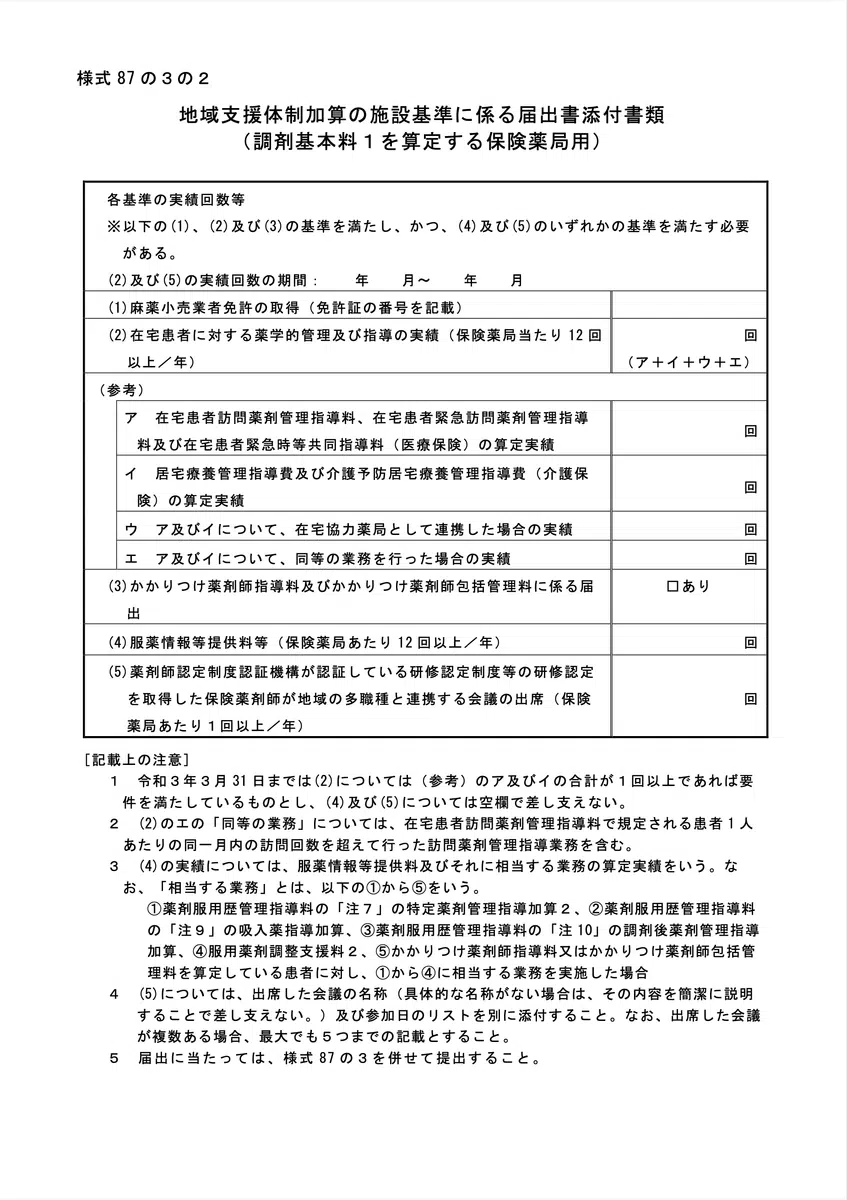 様式 87 の３の２
地域支援体制加算の施設基準に係る届出書添付書類
（調剤基本料１を算定する保険薬局用）
各基準の実績回数等
※以下の(1)、(2)及び(3)の基準を満たし、かつ、(4)及び(5)のいずれかの基準を満たす必要
がある。
(2)及び(5)の実績回数の期間：　　年　　月～　　年　　月
(1)麻薬小売業者免許の取得（免許証の番号を記載）
(2)在宅患者に対する薬学的管理及び指導の実績（保険薬局当たり 12 回
以上／年）
回
（ア＋イ＋ウ＋エ）
（参考）
ア　在宅患者訪問薬剤管理指導料、在宅患者緊急訪問薬剤管理指導
料及び在宅患者緊急時等共同指導料（医療保険）の算定実績
回
イ　居宅療養管理指導費及び介護予防居宅療養管理指導費（介護保
険）の算定実績
回
ウ　ア及びイについて、在宅協力薬局として連携した場合の実績
回
エ　ア及びイについて、同等の業務を行った場合の実績
回
(3)かかりつけ薬剤師指導料及びかかりつけ薬剤師包括管理料に係る届
出
□あり
(4)服薬情報等提供料等（保険薬局あたり 12 回以上／年）
回
(5)薬剤師認定制度認証機構が認証している研修認定制度等の研修認定
を取得した保険薬剤師が地域の多職種と連携する会議の出席（保険
薬局あたり１回以上／年）
回
[記載上の注意]
１　令和３年３月 31 日までは(2)については（参考）のア及びイの合計が１回以上であれば要
件を満たしているものとし、(4)及び(5)については空欄で差し支えない。
２　(2)のエの「同等の業務」については、在宅患者訪問薬剤管理指導料で規定される患者１人
あたりの同一月内の訪問回数を超えて行った訪問薬剤管理指導業務を含む。
３　(4)の実績については、服薬情報等提供料及びそれに相当する業務の算定実績をいう。な
お、「相当する業務」とは、以下の①から⑤をいう。
①薬剤服用歴管理指導料の「注７」の特定薬剤管理指導加算２、②薬剤服用歴管理指導料
の「注９」の吸入薬指導加算、③薬剤服用歴管理指導料の「注 10」の調剤後薬剤管理指導
加算、④服用薬剤調整支援料２、⑤かかりつけ薬剤師指導料又はかかりつけ薬剤師包括管
理料を算定している患者に対し、①から④に相当する業務を実施した場合
４　(5)については、出席した会議の名称（具体的な名称がない場合は、その内容を簡潔に説明
することで差し支えない。）及び参加日のリストを別に添付すること。なお、出席した会議
が複数ある場合、最大でも５つまでの記載とすること。
５　届出に当たっては、様式 87 の３を併せて提出すること。